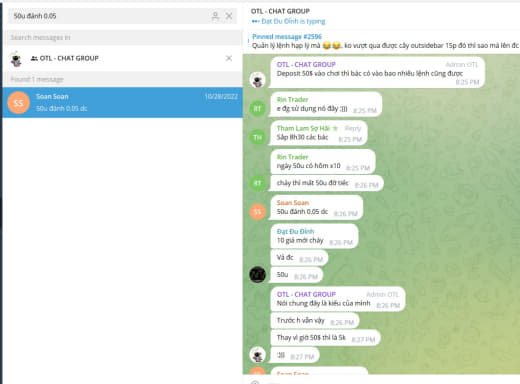 50u đánh 0,05
Search messages in
OTL - CHAT GROUP
Found 1 message
SS
Soan Soan
10/28/2022
50u đánh 0,05 dc
OTL - CHAT GROUP
Đạt Đu Đỉnh is typing
Pinned message #2596
Quản lý lệnh hạp lý mà 😂😂, ko vượt qua được cây outsidebar 15p đó thì sao mà lên đc
OTL - CHAT GROUP Admin OTL
Deposit 50$ vào chơi thì bác có vào bao nhiêu lệnh cũng được
8:25 PM
Rin Trader
RT
e đg sử dụng nó đây :))) 8:25 PM
Tham Lam Sợ Hãi Reply
TH
Sắp 8h30 các bác 8:25 PM
Rin Trader
ngày 50u có hôm x10
8:25 PM
RT
cháy thì mất 50u đỡ tiếc 8:26 PM
Soan Soan
SS
50u đánh 0,05 dc 8:26 PM
Đạt Đu Đỉnh
10 giá mới cháy
8:26 PM
Vả đc 8:26 PM
50u 8:26 PM
OTL - CHAT GROUP Admin OTL
Nói chung đây là kiểu của mình 8:26 PM
Trước h vẫn vậy 8:26 PM
Thay vì giờ 50$ thì là 5k 8:27 PM
:))) 8:27 PM